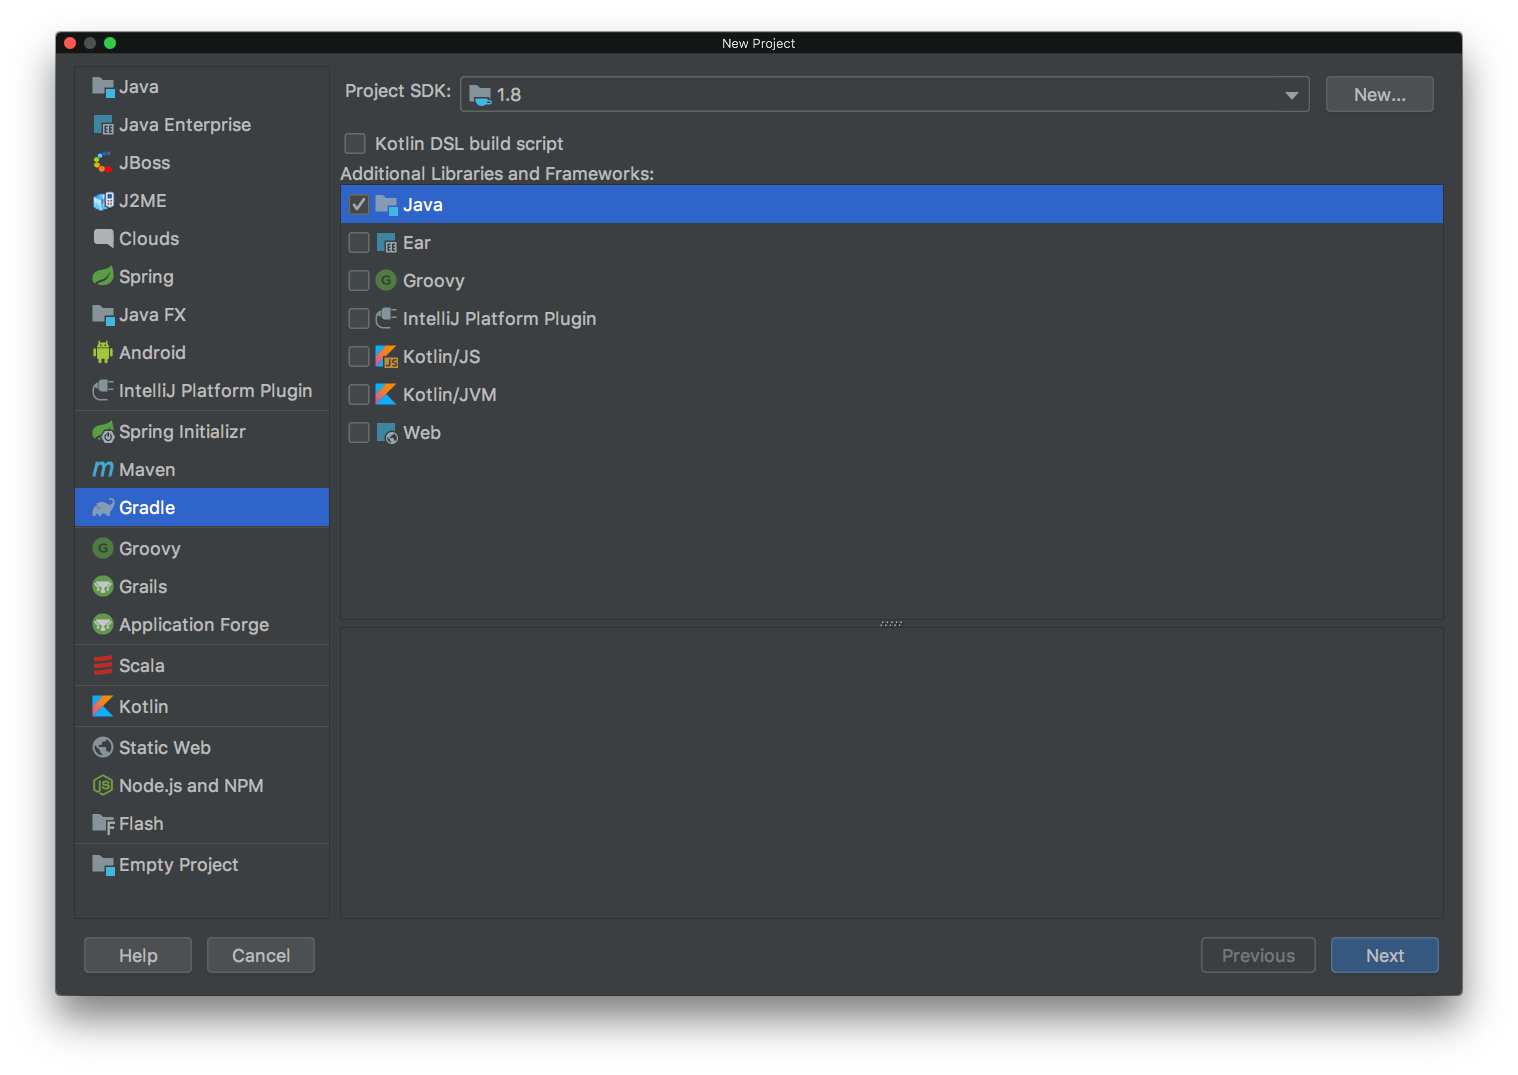 New Project
Java
Java Enterprise
JBoss
J2ME
Clouds
Spring
Java FX
Android
IntelliJ Platform Plugin
Spring Initializr
Maven
Gradle
Groovy
Grails
Application Forge
Scala
Kotlin
Static Web
Node.js and NPM
Flash
Empty Project
Project SDK: 1.8 New...
Kotlin DSL build script
Additional Libraries and Frameworks:
Java
Ear
Groovy
IntelliJ Platform Plugin
Kotlin/JS
Kotlin/JVM
Web
Help Cancel Previous Next